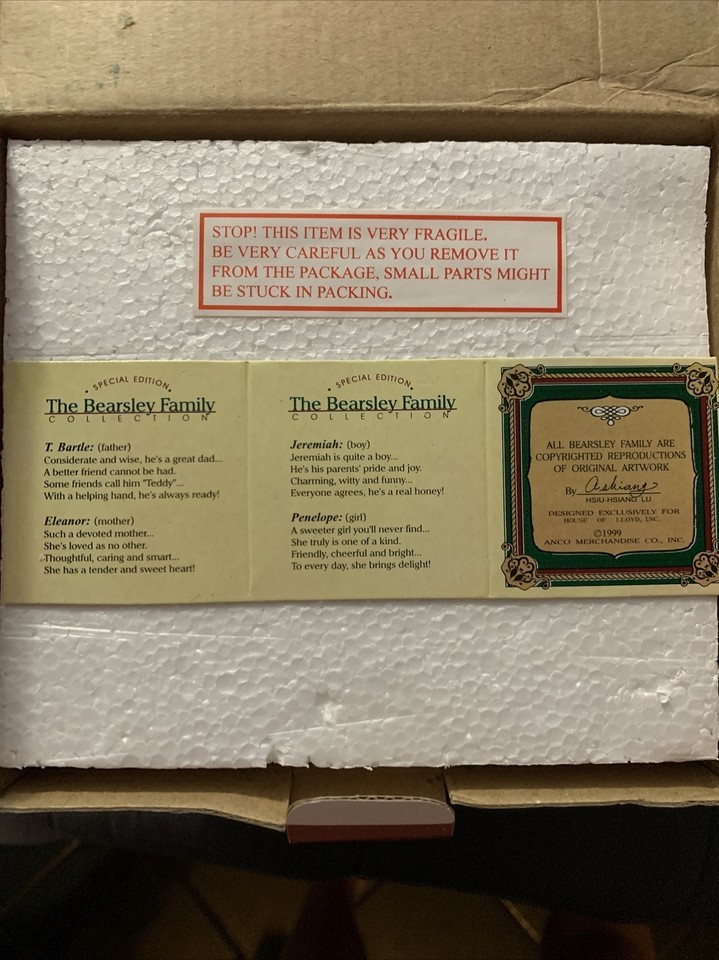 STOP! THIS ITEM IS VERY FRAGILE.
BE VERY CAREFUL AS YOU REMOVE IT
FROM THE PACKAGE, SMALL PARTS MIGHT
BE STUCK IN PACKING.
• SPECIAL EDITION •
The Bearsley Family
COLLECTION
T. Bartle: (father)
Considerate and wise, he's a great dad...
A better friend cannot be had.
Some friends call him "Teddy"...
With a helping hand, he's always ready!
Eleanor: (mother)
Such a devoted mother...
She's loved as no other.
Thoughtful, caring and smart...
She has a tender and sweet heart!
• SPECIAL EDITION •
The Bearsley Family
COLLECTION
Jeremiah: (boy)
Jeremiah is quite a boy...
He's his parents' pride and joy.
Charming, witty and funny...
Everyone agrees, he's a real honey!
Penelope: (girl)
A sweeter girl you'll never find...
She truly is one of a kind.
Friendly, cheerful and bright...
To every day, she brings delight!
ALL BEARSLEY FAMILY ARE
COPYRIGHTED REPRODUCTIONS
OF ORIGINAL ARTWORK
By
HSIU-HSIANG LU
DESIGNED EXCLUSIVELY FOR
HOUSE OF LLOYD, INC.
©1999
ANCO MERCHANDISE CO., INC.